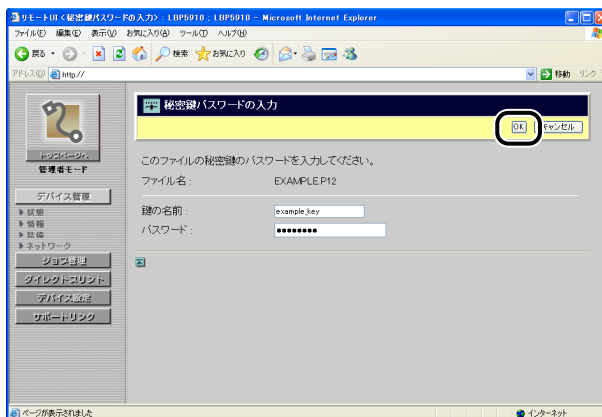 リモートUI <秘密鍵パスワードの入力> : LBP5910 ; LBP5910 - Microsoft Internet Explorer
ファイル(F) 編集(E) 表示(V) お気に入り(A) ツール(T) ヘルプ(H)
戻る 検索 お気に入り
アドレス(D) http:// 移動 リンク
秘密鍵パスワードの入力
OK キャンセル
トップページへ
管理者モード
デバイス管理
状態
情報
装備
ネットワーク
ジョブ管理
ダイレクトプリント
デバイス設定
サポートリンク
このファイルの秘密鍵のパスワードを入力してください。
ファイル名 : EXAMPLE.P12
鍵の名前 : example_key
パスワード : ●●●●●●●●
ページが表示されました インターネット